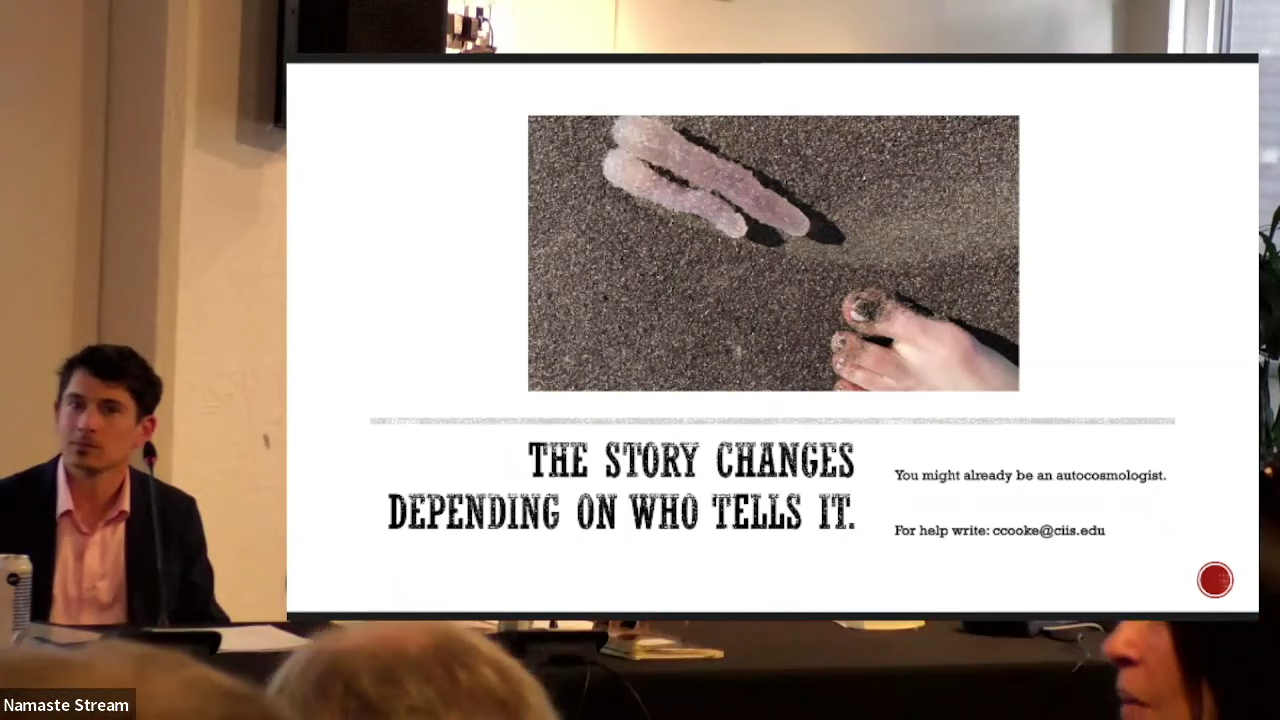 THE STORY CHANGES
DEPENDING ON WHO TELLS IT.
You might already be an autocosmologist.
For help write: ccooke@ciis.edu
Namaste Stream